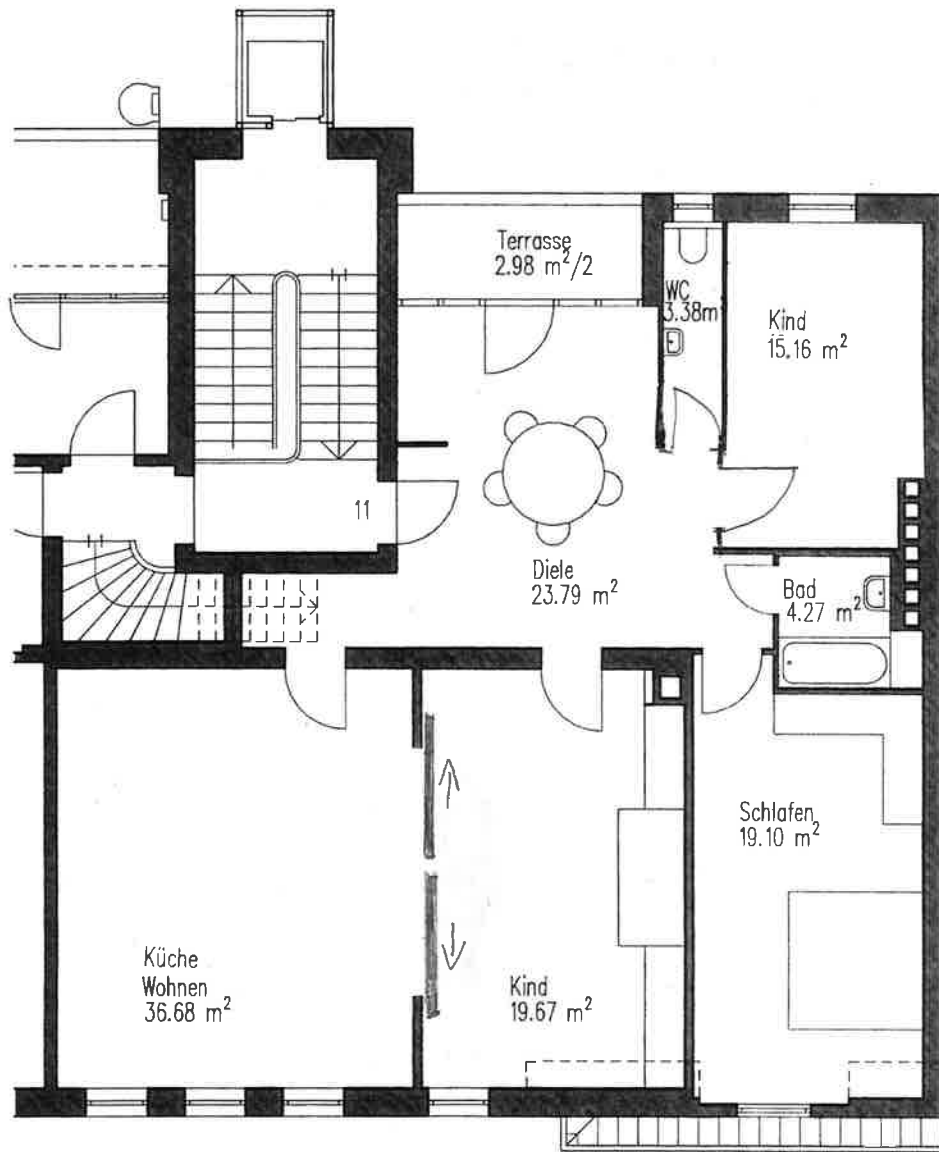 Terrasse
2.98 m²/2
WC
3.38m
Kind
15.16 m²
11
Diele
23.79 m²
Bad
4.27 m²
Schlafen
19.10 m²
Küche
Wohnen
36.68 m²
Kind
19.67 m²